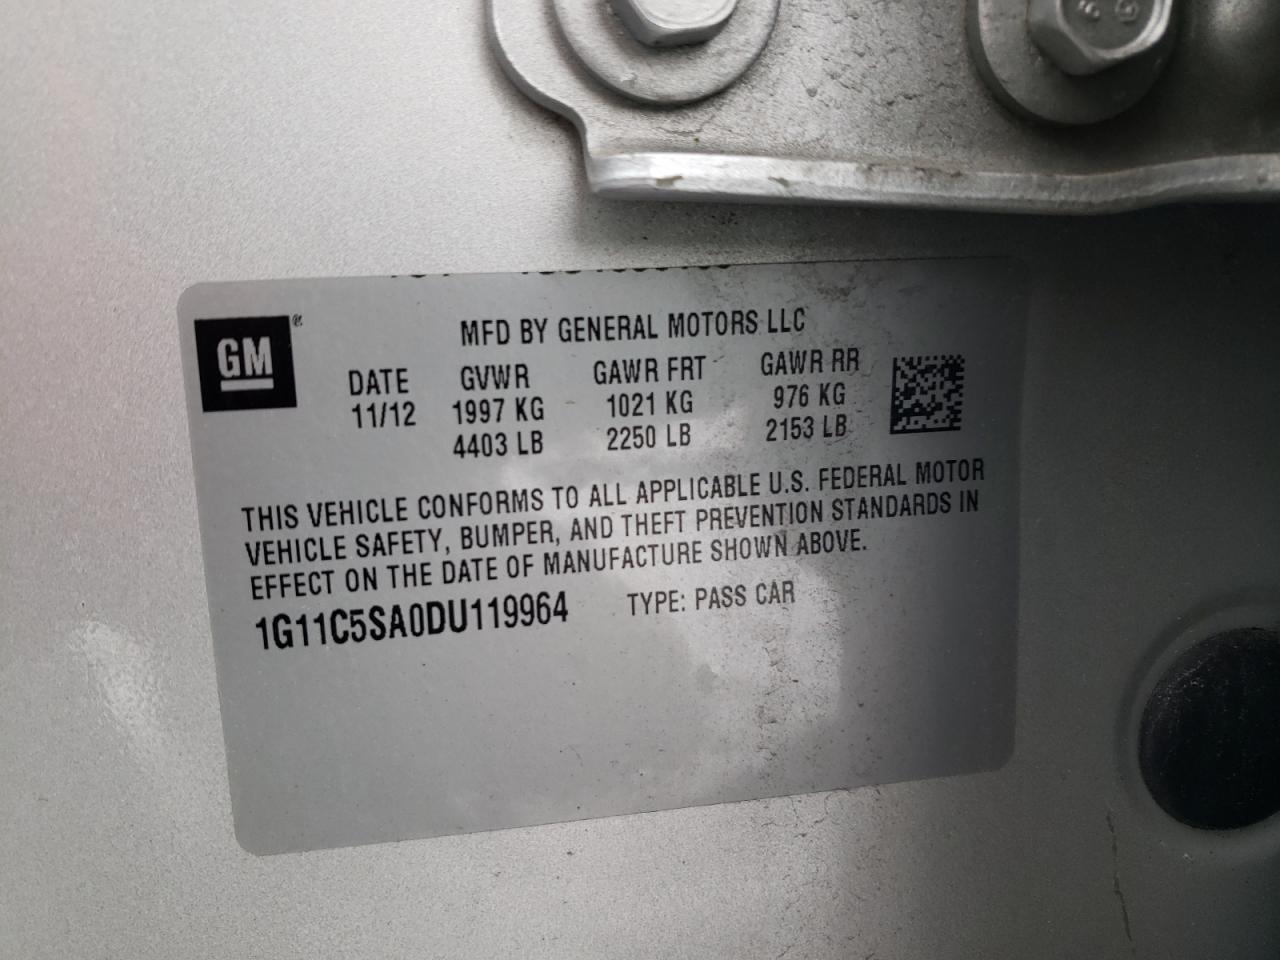 GM®
MFD BY GENERAL MOTORS LLC
DATE GVWR GAWR FRT GAWR RR
11/12 1997 KG 1021 KG 976 KG
4403 LB 2250 LB 2153 LB
THIS VEHICLE CONFORMS TO ALL APPLICABLE U.S. FEDERAL MOTOR
VEHICLE SAFETY, BUMPER, AND THEFT PREVENTION STANDARDS IN
EFFECT ON THE DATE OF MANUFACTURE SHOWN ABOVE.
1G11C5SA0DU119964 TYPE: PASS CAR